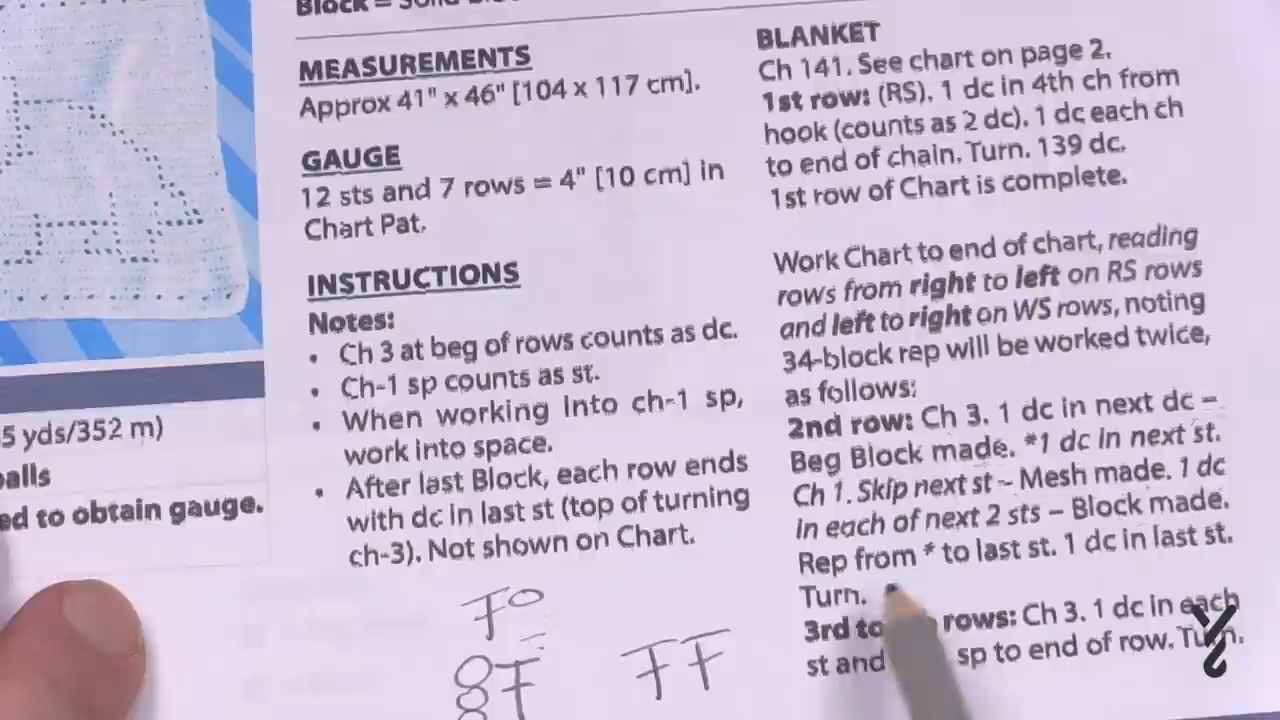 Block =
MEASUREMENTS
Approx 41" x 46" [104 x 117 cm].
GAUGE
12 sts and 7 rows = 4" [10 cm] in
Chart Pat.
INSTRUCTIONS
Notes:
• Ch 3 at beg of rows counts as dc.
• Ch-1 sp counts as st.
• When working into ch-1 sp,
work into space.
• After last Block, each row ends
with dc in last st (top of turning
ch-3). Not shown on Chart.
5 yds/352 m)
alls
ed to obtain gauge.
BLANKET
Ch 141. See chart on page 2.
1st row: (RS). 1 dc in 4th ch from
hook (counts as 2 dc). 1 dc each ch
to end of chain. Turn. 139 dc.
1st row of Chart is complete.
Work Chart to end of chart, reading
rows from right to left on RS rows
and left to right on WS rows, noting
34-block rep will be worked twice,
as follows:
2nd row: Ch 3. 1 dc in next dc –
Beg Block made. *1 dc in next st.
Ch 1. Skip next st – Mesh made. 1 dc
in each of next 2 sts – Block made.
Rep from * to last st. 1 dc in last st.
Turn.
3rd to rows: Ch 3. 1 dc in each
st and sp to end of row. Turn.
8F FF